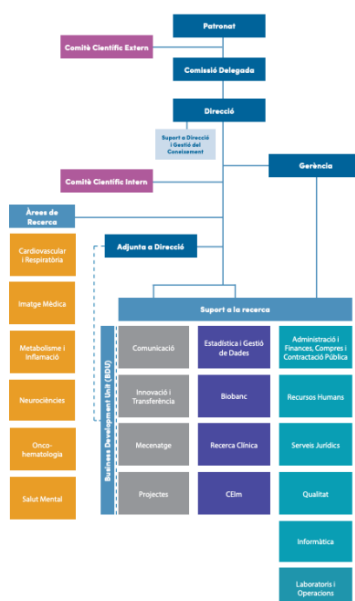 Patronat
Comitè Científic Extern
Comissió Delegada
Direcció
Suport a Direcció
i Gestió del
Coneixement
Gerència
Comitè Científic Intern
Àrees de
Recerca
Adjunta a Direcció
Cardiovascular
i Respiratòria
Imatge Mèdica
Metabolisme i
Inflamació
Neurociències
Onco-
hematologia
Salut Mental
Business Development Unit (BDU)
Suport a la recerca
Comunicació
Innovació i
Transferència
Mecenatge
Projectes
Estadística i Gestió
de Dades
Biobanc
Recerca Clínica
CEIm
Administració i
Finances, Compres i
Contractació Pública
Recursos Humans
Serveis Jurídics
Qualitat
Informàtica
Laboratoris i
Operacions